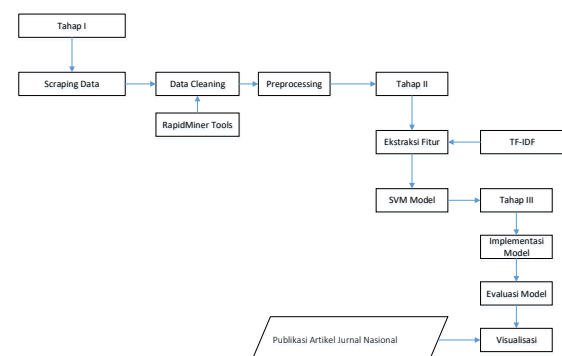 Tahap I
Scraping Data
Data Cleaning
Preprocessing
Tahap II
RapidMiner Tools
Ekstraksi Fitur
TF-IDF
SVM Model
Tahap III
Implementasi
Model
Evaluasi Model
Publikasi Artikel Jurnal Nasional
Visualisasi